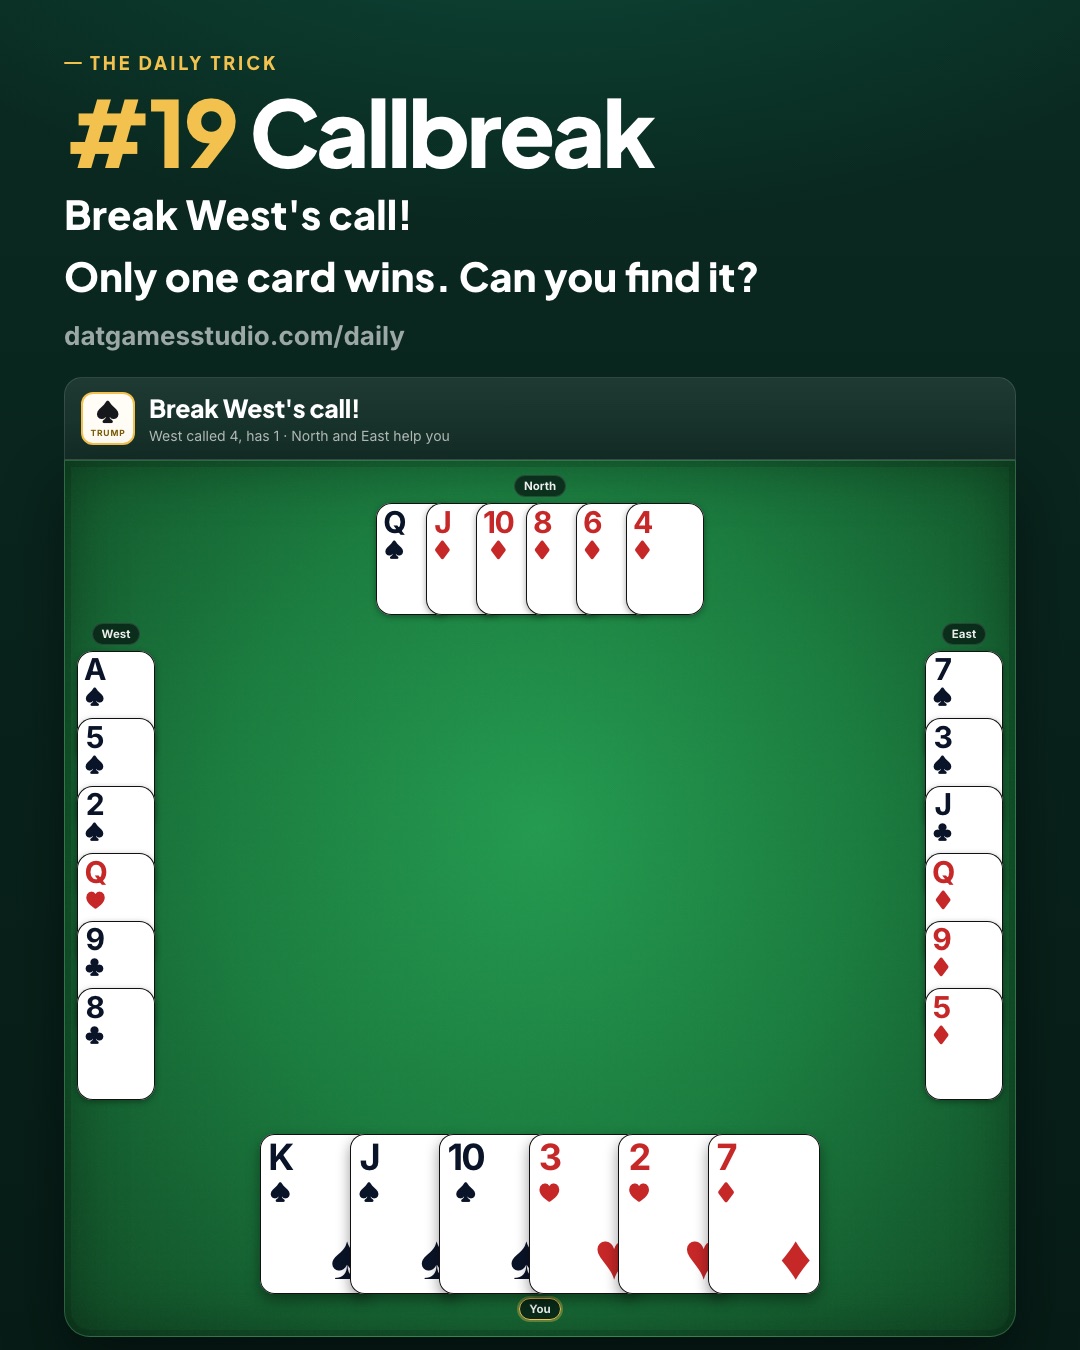 — THE DAILY TRICK
#19 Callbreak
Break West's call!
Only one card wins. Can you find it?
datgamesstudio.com/daily
TRUMP
Break West's call!
West called 4, has 1 · North and East help you
North
Q J 10 8 6 4
West
East
A
5
2
Q
9
8
7
3
J
Q
9
5
K J 10 3 2 7
You